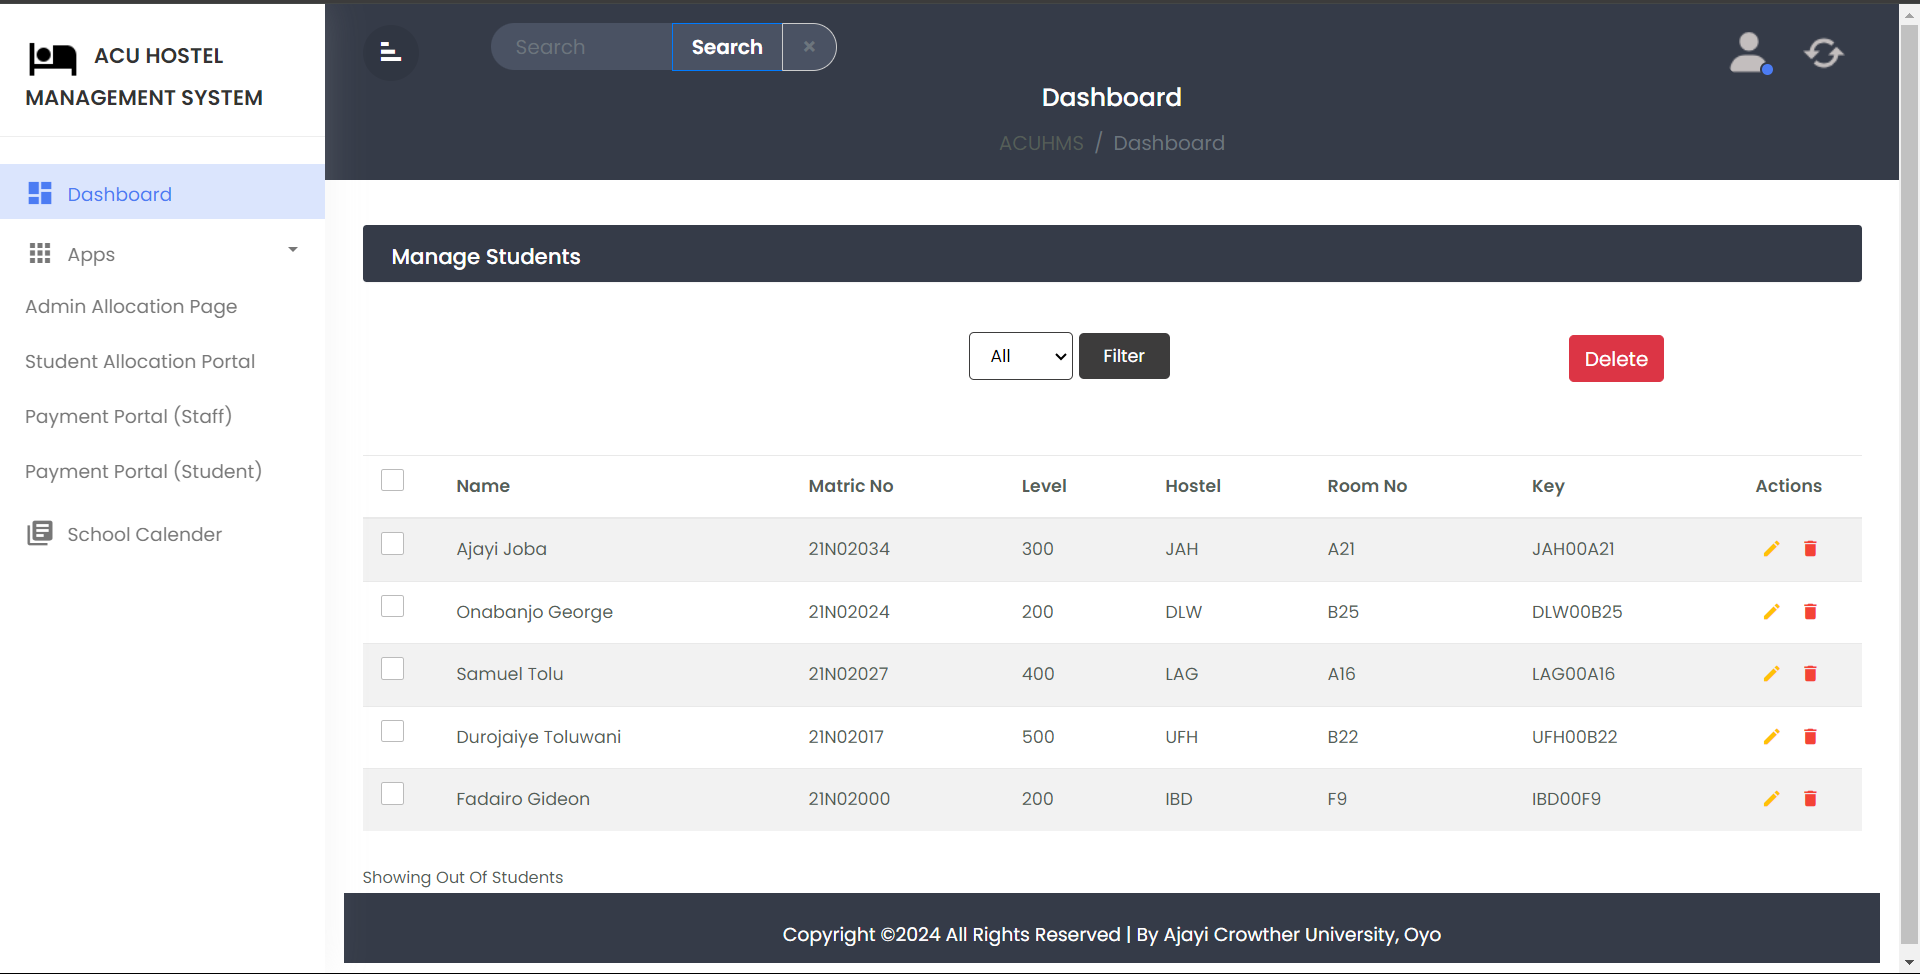 ACU HOSTEL
MANAGEMENT SYSTEM
Search Search ×
Dashboard
ACUHMS / Dashboard
Dashboard
Apps
Admin Allocation Page
Student Allocation Portal
Payment Portal (Staff)
Payment Portal (Student)
School Calender
Manage Students
All Filter Delete
Name Matric No Level Hostel Room No Key Actions
Ajayi Joba 21N02034 300 JAH A21 JAH00A21
Onabanjo George 21N02024 200 DLW B25 DLW00B25
Samuel Tolu 21N02027 400 LAG A16 LAG00A16
Durojaiye Toluwani 21N02017 500 UFH B22 UFH00B22
Fadairo Gideon 21N02000 200 IBD F9 IBD00F9
Showing Out Of Students
Copyright ©2024 All Rights Reserved | By Ajayi Crowther University, Oyo